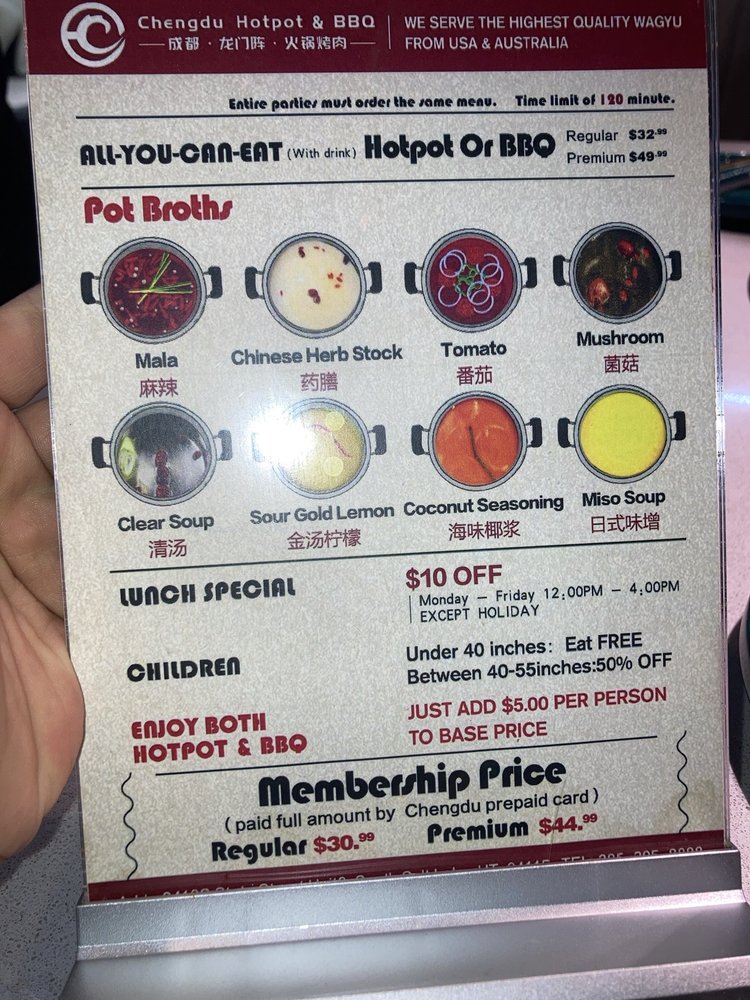 Chengdu Hotpot & BBQ
成都·龙门阵·火锅烤肉
WE SERVE THE HIGHEST QUALITY WAGYU
FROM USA & AUSTRALIA
Entire parties must order the same menu. Time limit of 120 minute.
ALL-YOU-CAN-EAT (With drink) Hotpot Or BBQ
Regular $32.99
Premium $49.99
Pot Broths
Mala
麻辣
Chinese Herb Stock
药膳
Tomato
番茄
Mushroom
菌菇
Clear Soup
清汤
Sour Gold Lemon
金汤柠檬
Coconut Seasoning
海味椰浆
Miso Soup
日式味增
LUNCH SPECIAL
$10 OFF
Monday – Friday 12:00PM – 4:00PM
EXCEPT HOLIDAY
CHILDREN
Under 40 inches: Eat FREE
Between 40-55inches:50% OFF
ENJOY BOTH
HOTPOT & BBQ
JUST ADD $5.00 PER PERSON
TO BASE PRICE
Membership Price
(paid full amount by Chengdu prepaid card)
Regular $30.99
Premium $44.99